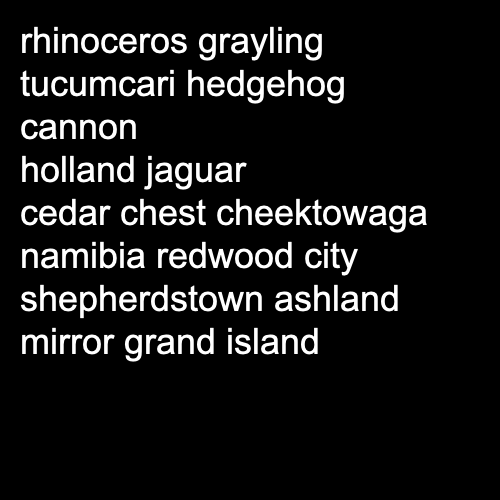 rhinoceros grayling
tucumcari hedgehog
cannon
holland jaguar
cedar chest cheektowaga
namibia redwood city
shepherdstown ashland
mirror grand island